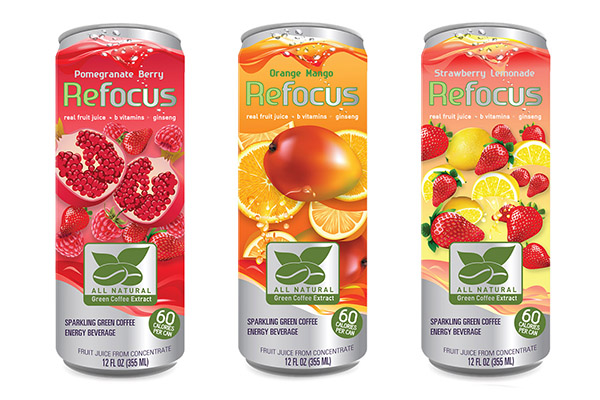 Pomegranate Berry
Refocus
real fruit juice • b vitamins • ginseng
ALL NATURAL
Green Coffee Extract
60
CALORIES
PER CAN
SPARKLING GREEN COFFEE
ENERGY BEVERAGE
FRUIT JUICE FROM CONCENTRATE
12 FL OZ (355 ML)
Orange Mango
Refocus
real fruit juice • b vitamins • ginseng
ALL NATURAL
Green Coffee Extract
60
CALORIES
PER CAN
SPARKLING GREEN COFFEE
ENERGY BEVERAGE
FRUIT JUICE FROM CONCENTRATE
12 FL OZ (355 ML)
Strawberry Lemonade
Refocus
real fruit juice • b vitamins • ginseng
ALL NATURAL
Green Coffee Extract
60
CALORIES
PER CAN
SPARKLING GREEN COFFEE
ENERGY BEVERAGE
FRUIT JUICE FROM CONCENTRATE
12 FL OZ (355 ML)